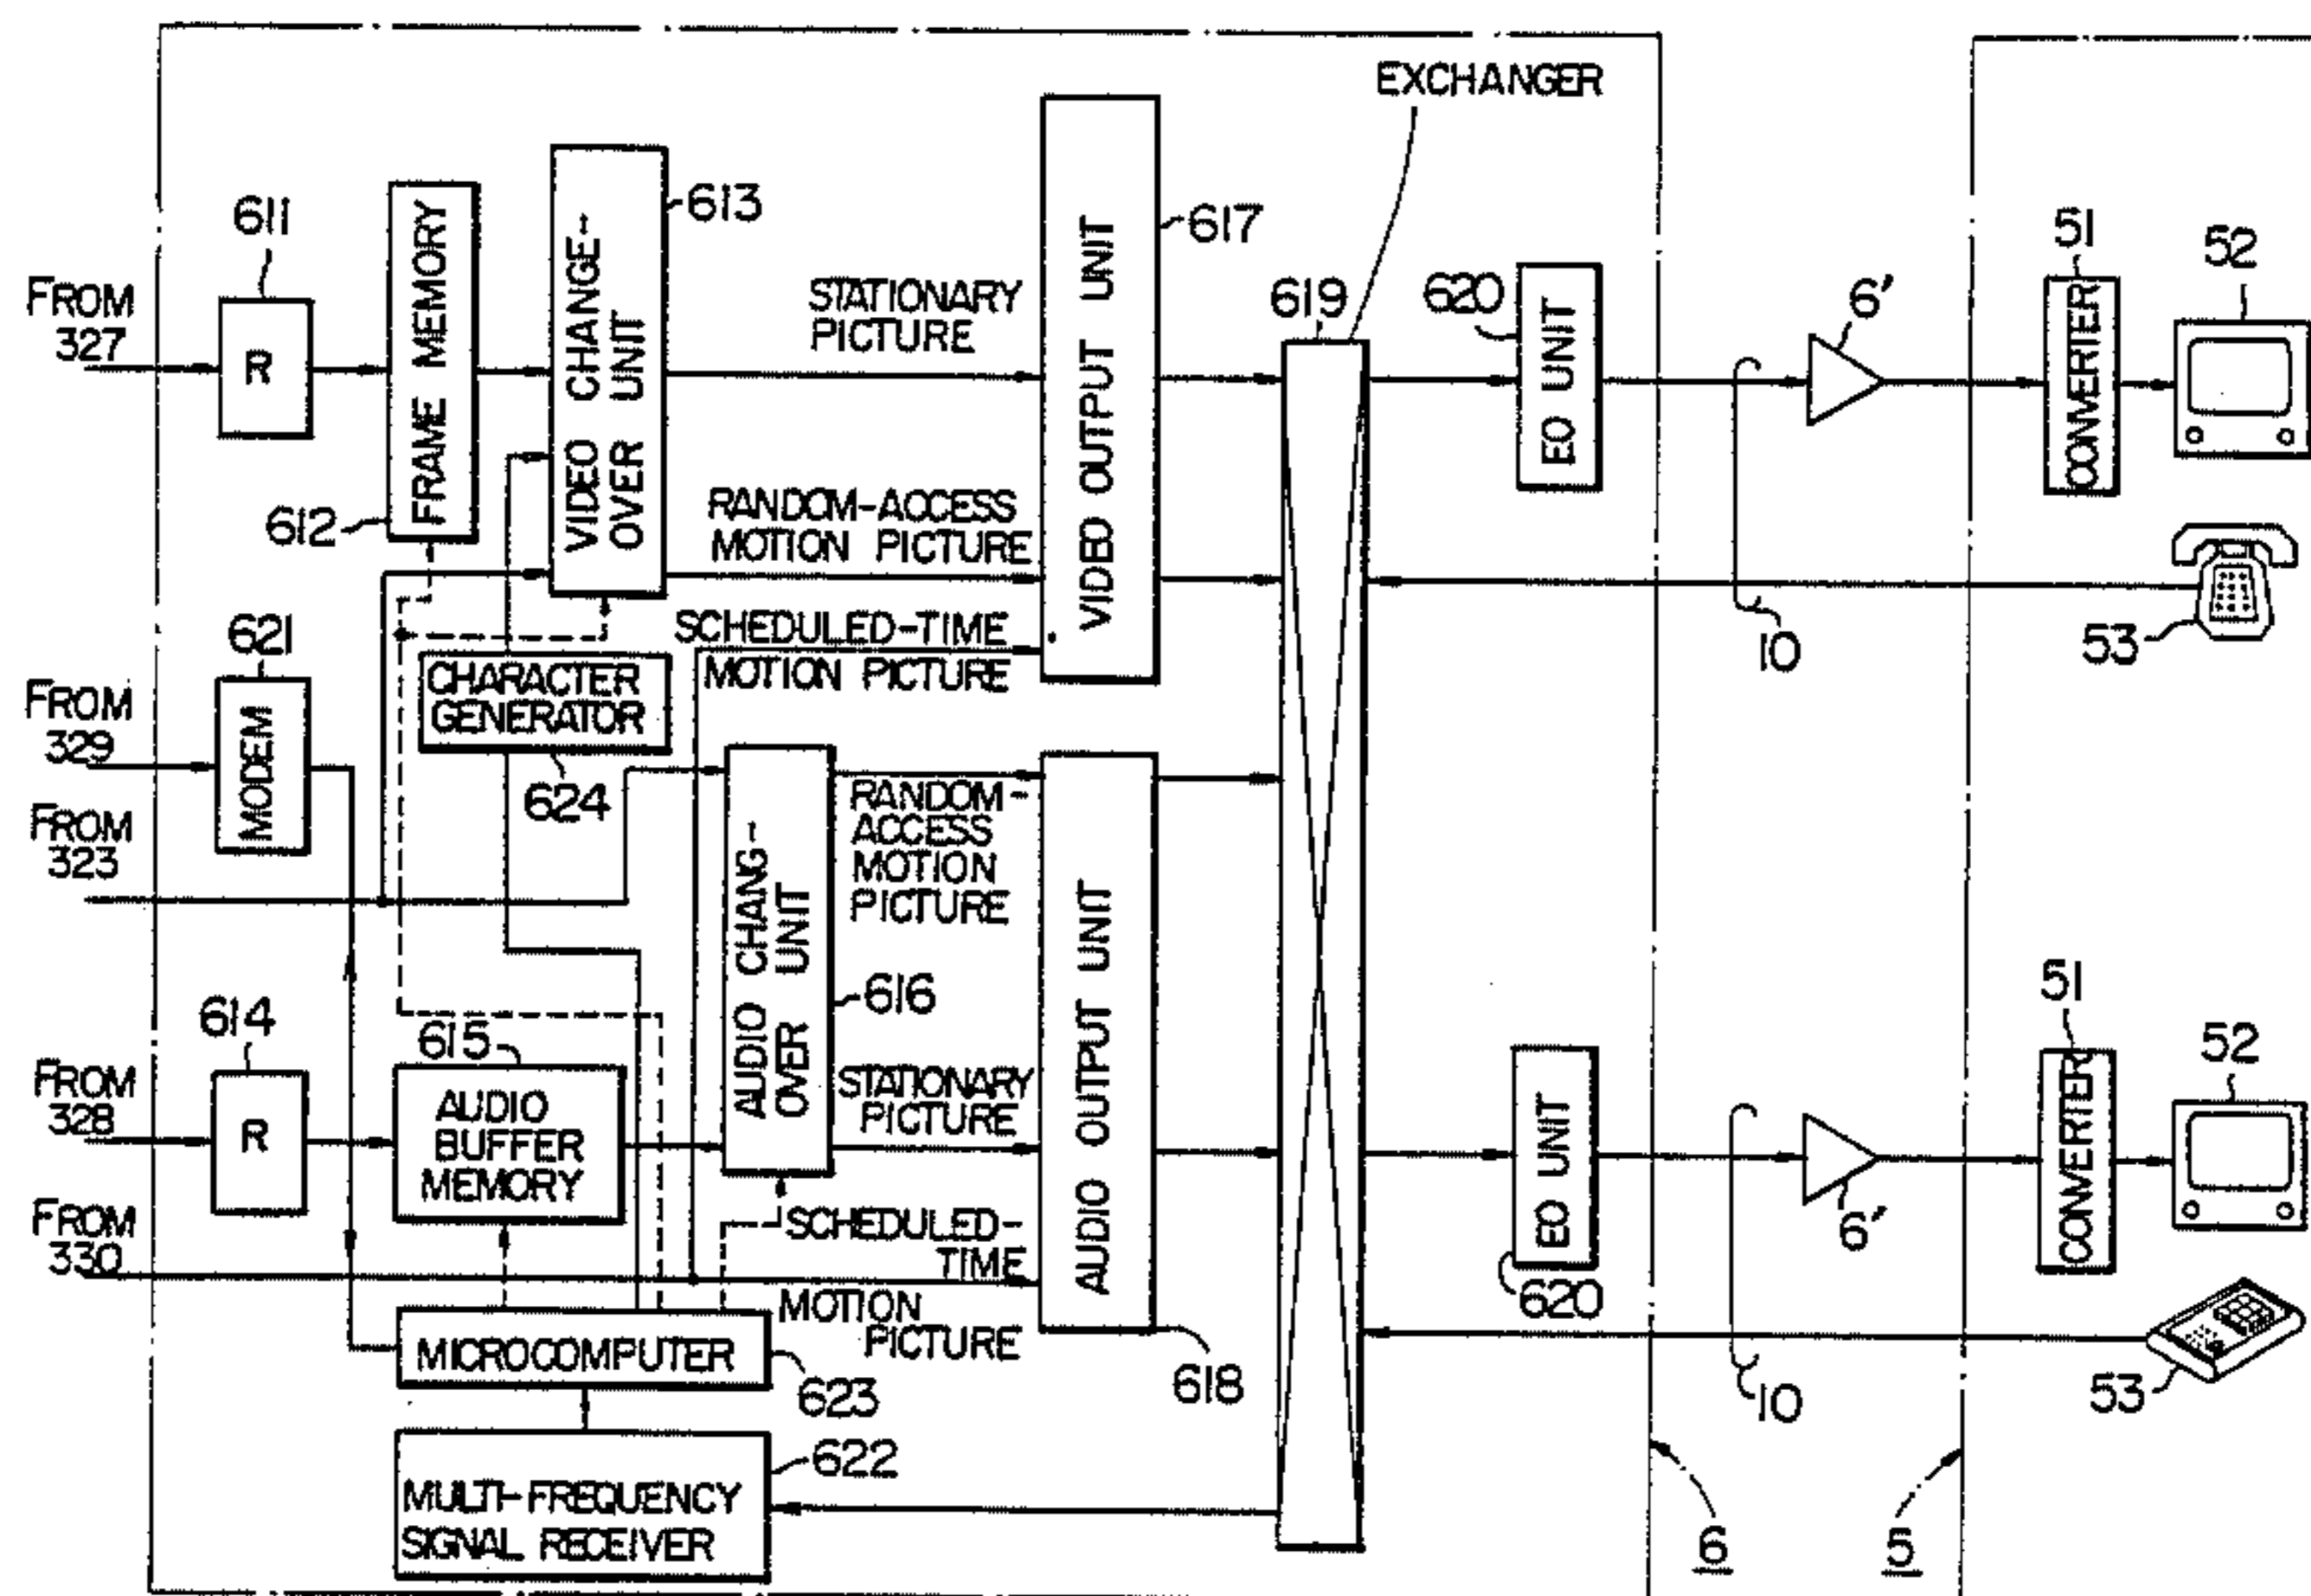 EXCHANGER
611
FROM
327
R
612
FRAME MEMORY
613
VIDEO CHANGE-
OVER UNIT
STATIONARY
PICTURE
RANDOM-ACCESS
MOTION PICTURE
SCHEDULED-TIME
MOTION PICTURE
617
VIDEO OUTPUT UNIT
619
620
EO UNIT
6'
10
51
CONVERTER
52
53
621
FROM
329
MODEM
FROM
323
CHARACTER
GENERATOR
624
AUDIO CHANG-
OVER UNIT
616
RANDOM-
ACCESS
MOTION
PICTURE
STATIONARY
PICTURE
SCHEDULED-
TIME
MOTION
PICTURE
AUDIO OUTPUT UNIT
618
614
FROM
328
R
615
AUDIO
BUFFER
MEMORY
FROM
330
MICROCOMPUTER
623
622
MULTI-FREQUENCY
SIGNAL RECEIVER
EO UNIT
620
6'
10
51
CONVERTER
52
53
6
5